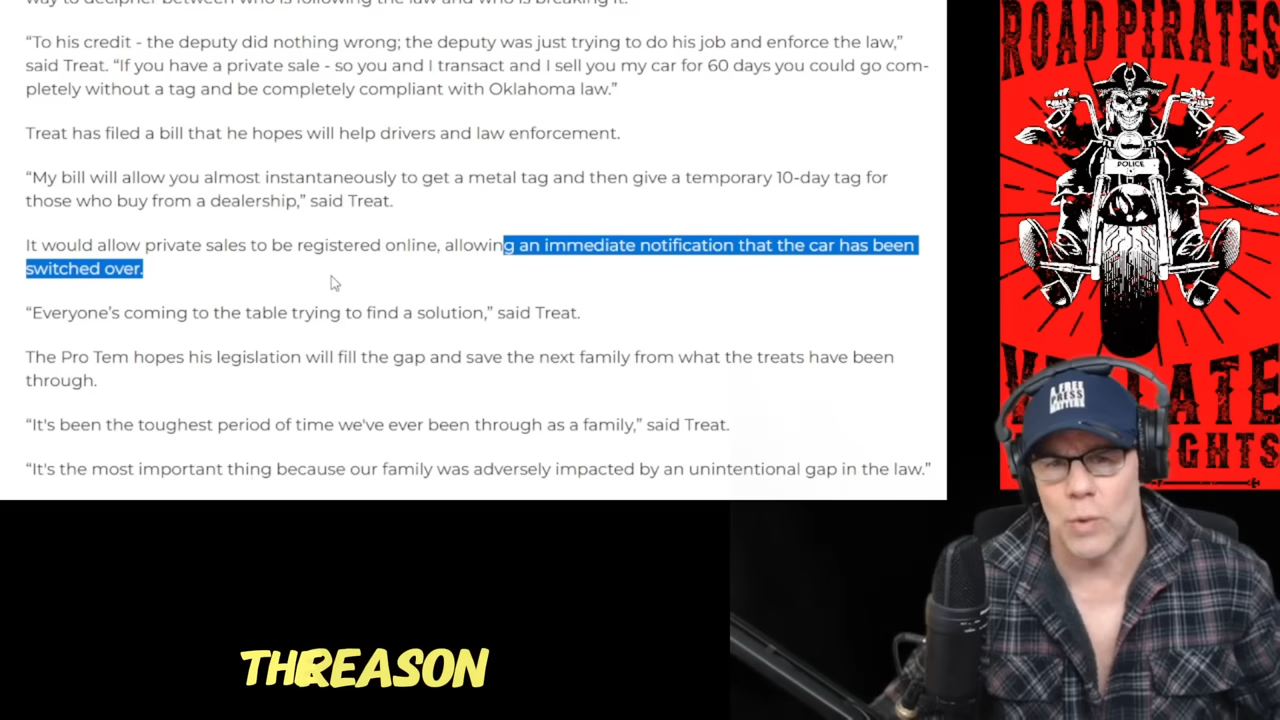 way to decipher between who is following the law and who is breaking it.
“To his credit - the deputy did nothing wrong; the deputy was just trying to do his job and enforce the law,”
said Treat. “If you have a private sale - so you and I transact and I sell you my car for 60 days you could go com-
pletely without a tag and be completely compliant with Oklahoma law.”
Treat has filed a bill that he hopes will help drivers and law enforcement.
“My bill will allow you almost instantaneously to get a metal tag and then give a temporary 10-day tag for
those who buy from a dealership,” said Treat.
It would allow private sales to be registered online, allowing an immediate notification that the car has been
switched over.
“Everyone’s coming to the table trying to find a solution,” said Treat.
The Pro Tem hopes his legislation will fill the gap and save the next family from what the treats have been
through.
“It's been the toughest period of time we've ever been through as a family,” said Treat.
“It's the most important thing because our family was adversely impacted by an unintentional gap in the law.”
ROAD PIRATES
POLICE
A FREE
PRESS
MATTERS
REASON